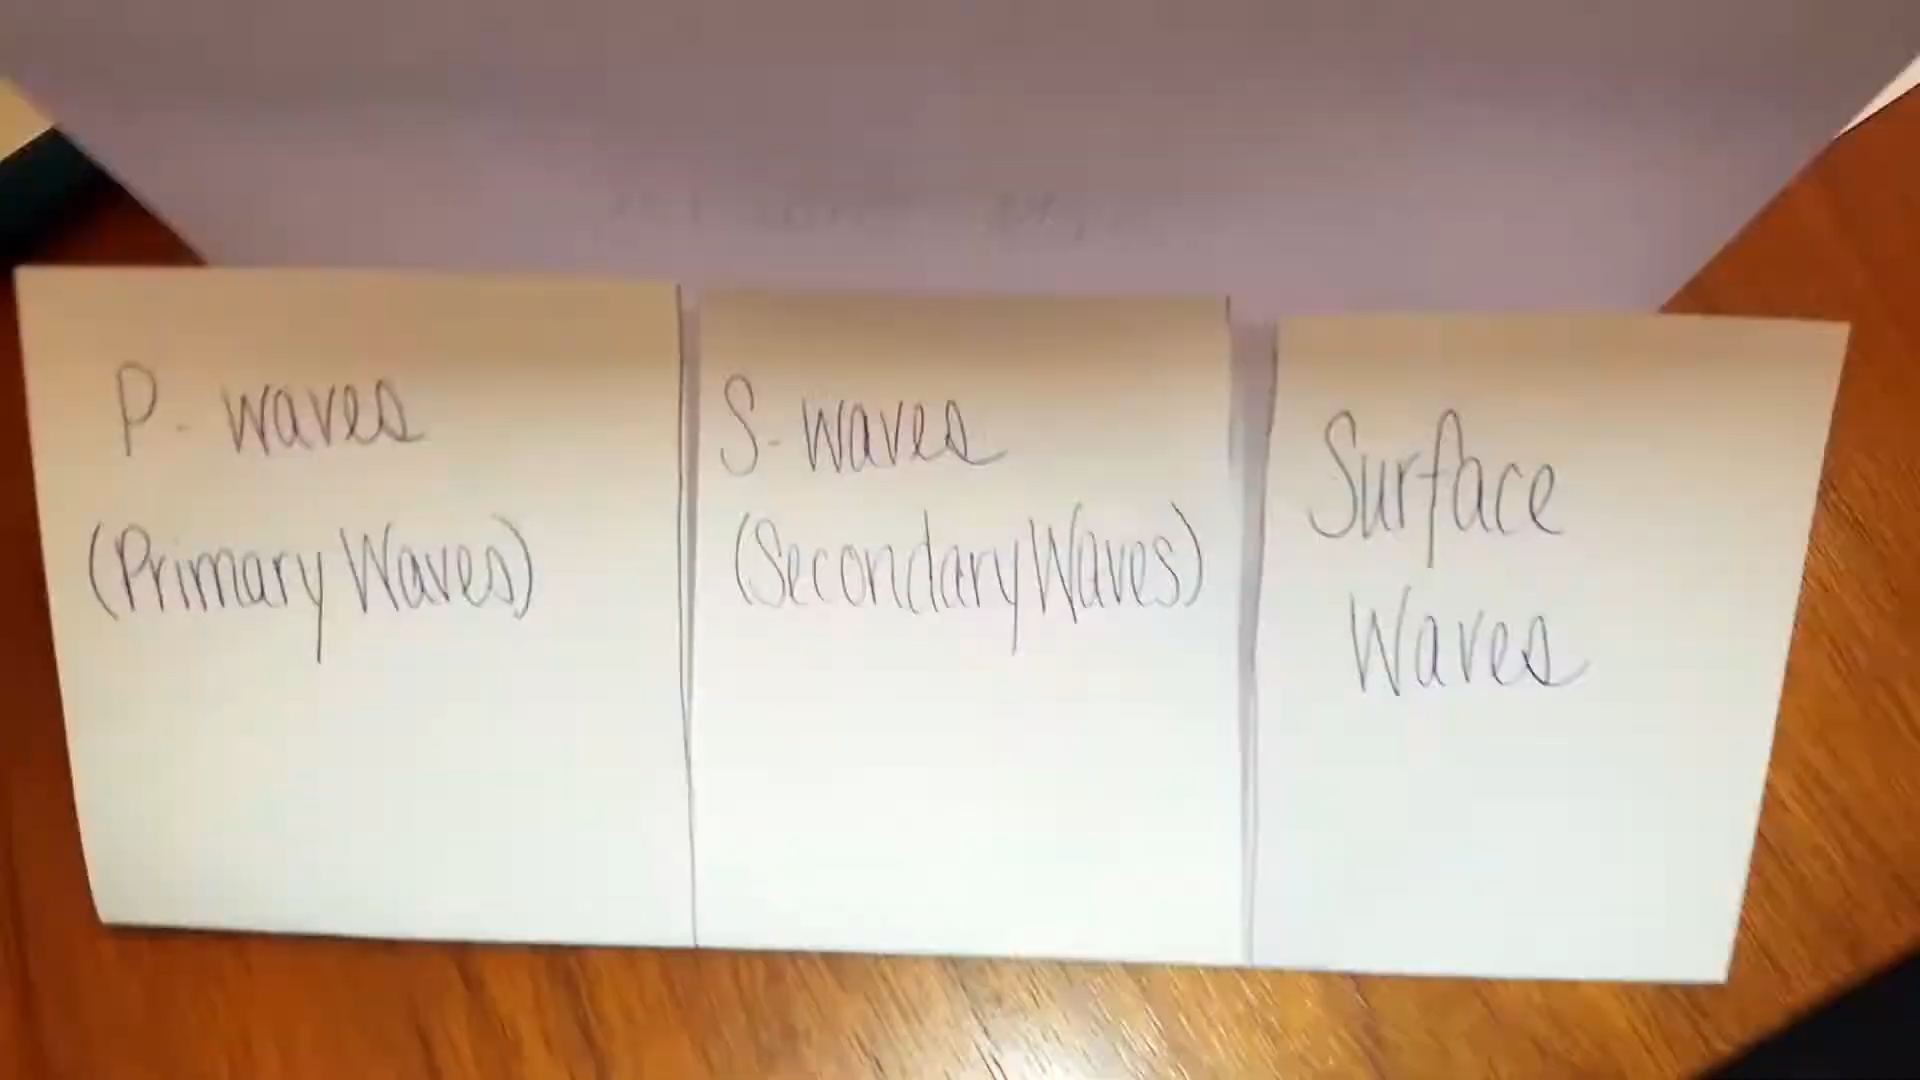 P-waves
(Primary Waves)
S-waves
(Secondary Waves)
Surface
Waves